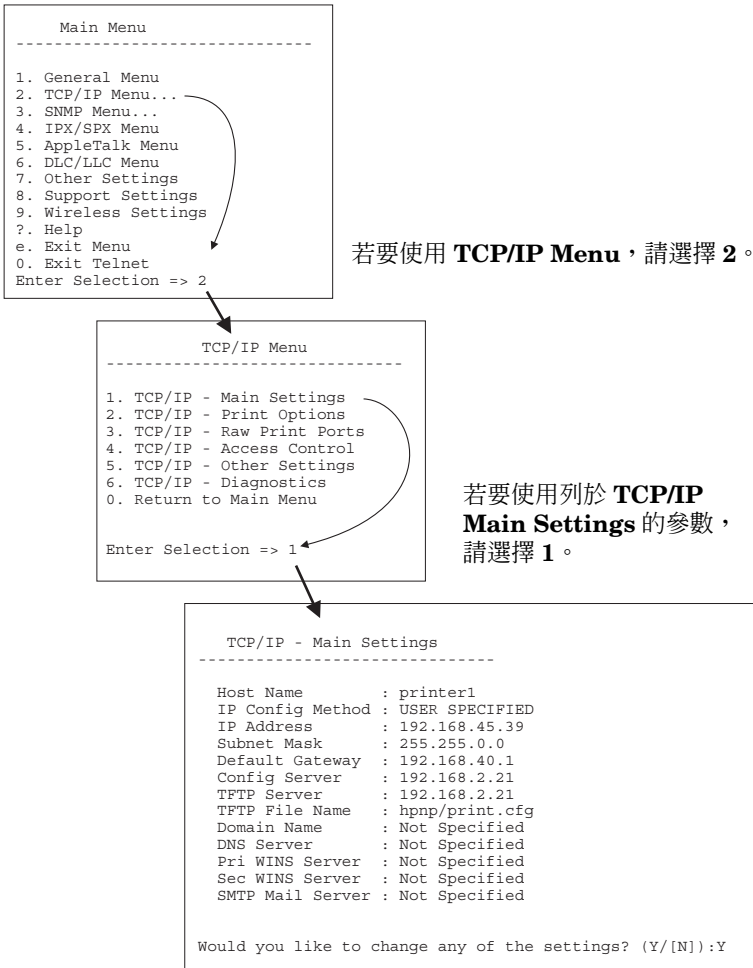 Main Menu
-------------------------------
1. General Menu
2. TCP/IP Menu...
3. SNMP Menu...
4. IPX/SPX Menu
5. AppleTalk Menu
6. DLC/LLC Menu
7. Other Settings
8. Support Settings
9. Wireless Settings
?. Help
e. Exit Menu
0. Exit Telnet
Enter Selection => 2
若要使用 TCP/IP Menu，請選擇 2。
TCP/IP Menu
-------------------------------
1. TCP/IP - Main Settings
2. TCP/IP - Print Options
3. TCP/IP - Raw Print Ports
4. TCP/IP - Access Control
5. TCP/IP - Other Settings
6. TCP/IP - Diagnostics
0. Return to Main Menu
Enter Selection => 1
若要使用列於 TCP/IP
Main Settings 的參數，
請選擇 1。
TCP/IP - Main Settings
-------------------------------
Host Name : printer1
IP Config Method : USER SPECIFIED
IP Address : 192.168.45.39
Subnet Mask : 255.255.0.0
Default Gateway : 192.168.40.1
Config Server : 192.168.2.21
TFTP Server : 192.168.2.21
TFTP File Name : hpnp/print.cfg
Domain Name : Not Specified
DNS Server : Not Specified
Pri WINS Server : Not Specified
Sec WINS Server : Not Specified
SMTP Mail Server : Not Specified
Would you like to change any of the settings? (Y/[N]):Y